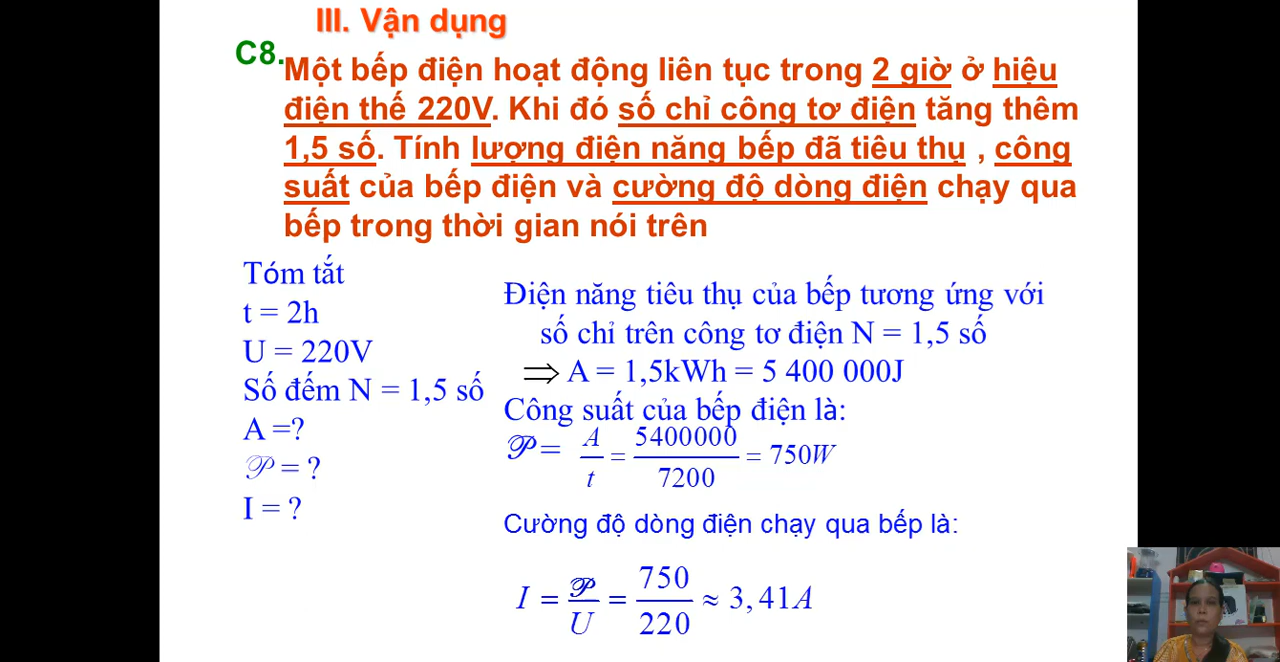 III. Vận dụng
C8.
Một bếp điện hoạt động liên tục trong 2 giờ ở hiệu
điện thế 220V. Khi đó số chỉ công tơ điện tăng thêm
1,5 số. Tính lượng điện năng bếp đã tiêu thụ , công
suất của bếp điện và cường độ dòng điện chạy qua
bếp trong thời gian nói trên
Tóm tắt
t = 2h
U = 220V
Số đếm N = 1,5 số
A =?
𝒫 = ?
I = ?
Điện năng tiêu thụ của bếp tương ứng với
số chỉ trên công tơ điện N = 1,5 số
⟹ A = 1,5kWh = 5 400 000J
Công suất của bếp điện là:
𝒫 = A/t = 5400000/7200 = 750W
Cường độ dòng điện chạy qua bếp là:
I = 𝒫/U = 750/220 ≈ 3,41A